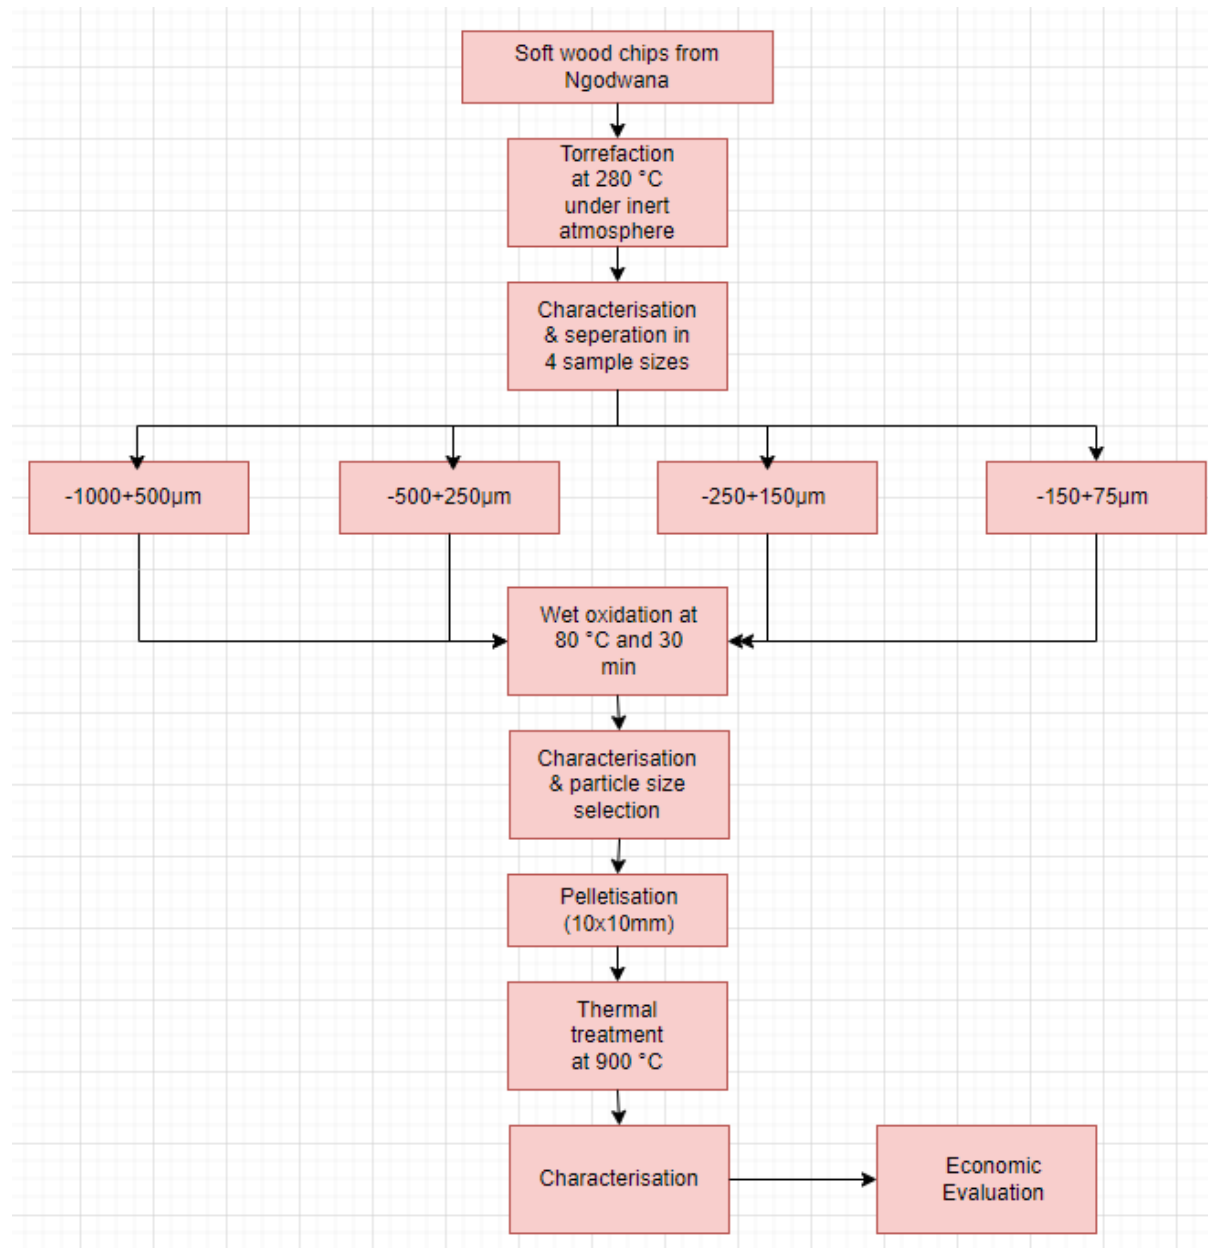 Soft wood chips from
Ngodwana
Torrefaction
at 280 °C
under inert
atmosphere
Characterisation
& seperation in
4 sample sizes
-1000+500μm
-500+250μm
-250+150μm
-150+75μm
Wet oxidation at
80 °C and 30
min
Characterisation
& particle size
selection
Pelletisation
(10x10mm)
Thermal
treatment
at 900 °C
Characterisation
Economic
Evaluation